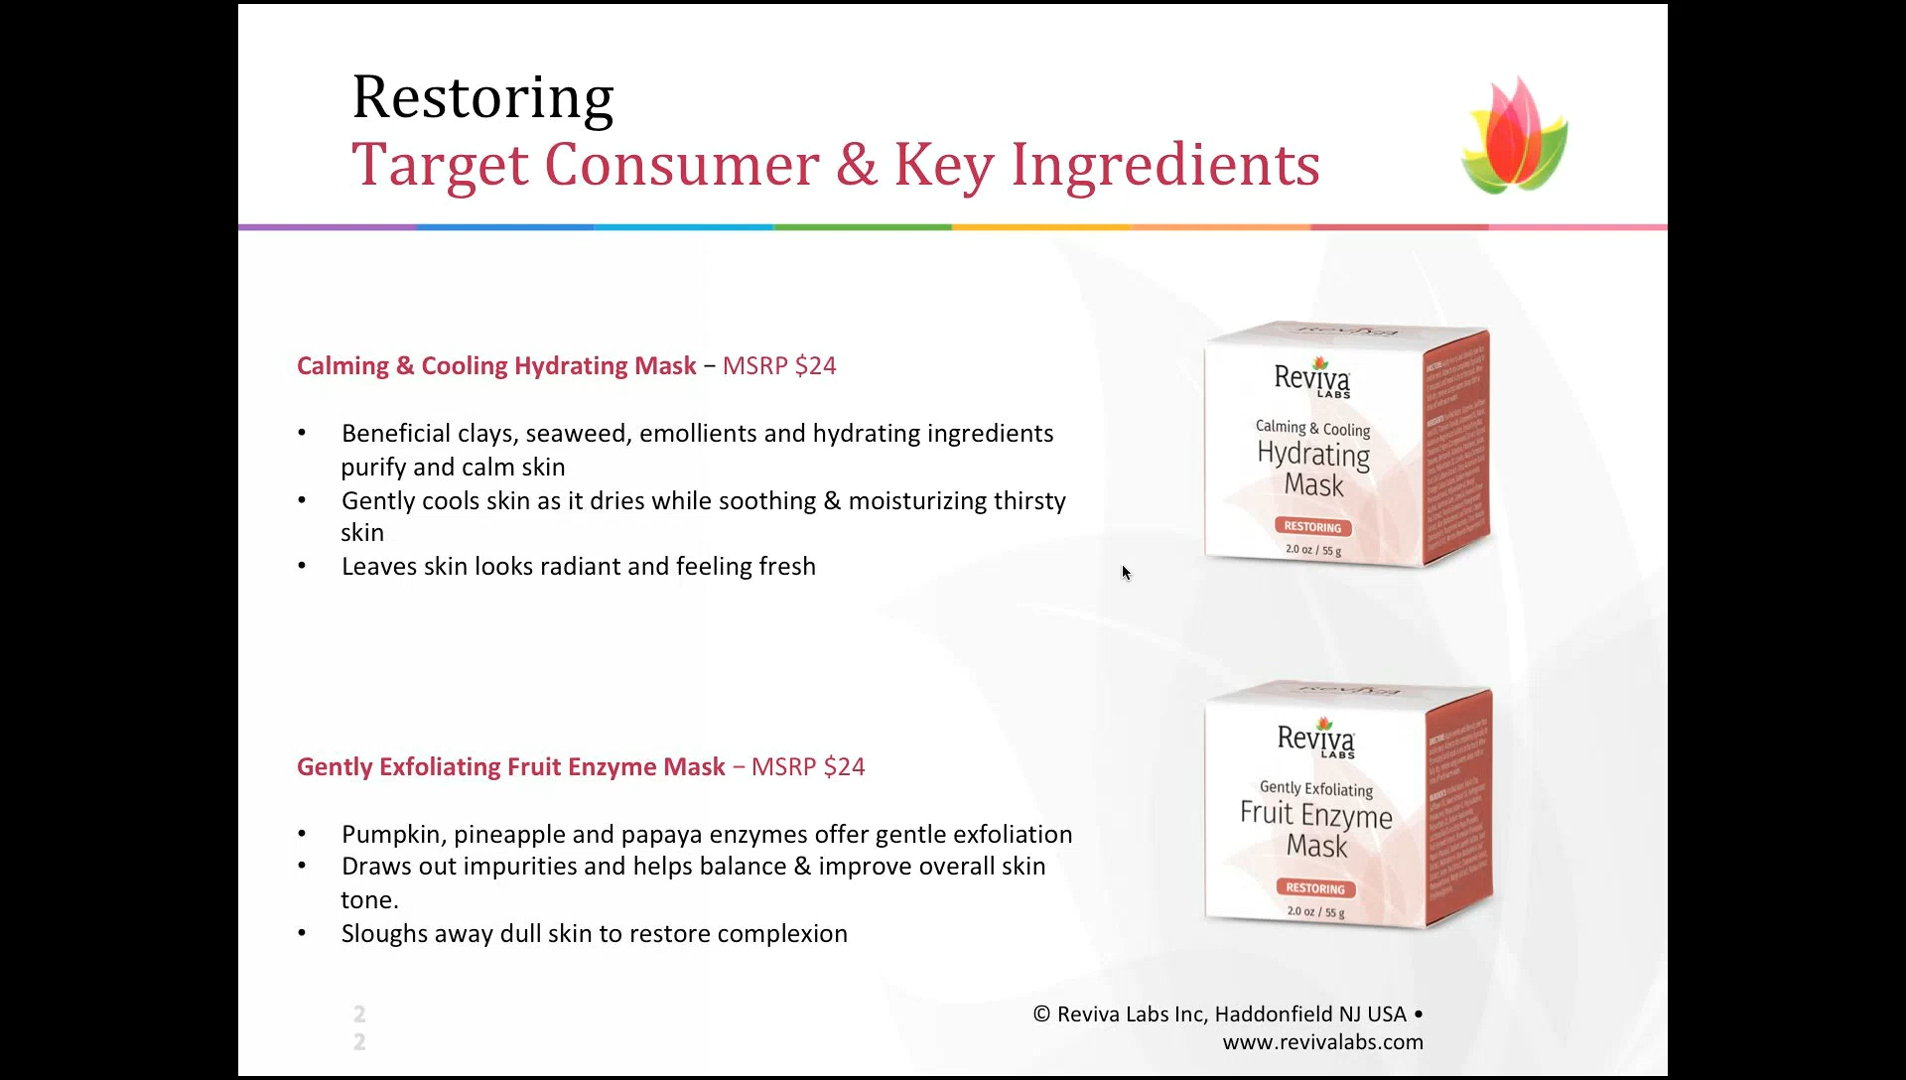 Restoring
Target Consumer & Key Ingredients
Calming & Cooling Hydrating Mask – MSRP $24
• Beneficial clays, seaweed, emollients and hydrating ingredients
purify and calm skin
• Gently cools skin as it dries while soothing & moisturizing thirsty
skin
• Leaves skin looks radiant and feeling fresh
Reviva
LABS
Calming & Cooling
Hydrating
Mask
RESTORING
2.0 oz / 55 g
Gently Exfoliating Fruit Enzyme Mask – MSRP $24
• Pumpkin, pineapple and papaya enzymes offer gentle exfoliation
• Draws out impurities and helps balance & improve overall skin
tone.
• Sloughs away dull skin to restore complexion
Reviva
LABS
Gently Exfoliating
Fruit Enzyme
Mask
RESTORING
2.0 oz / 55 g
2
2
© Reviva Labs Inc, Haddonfield NJ USA •
www.revivalabs.com